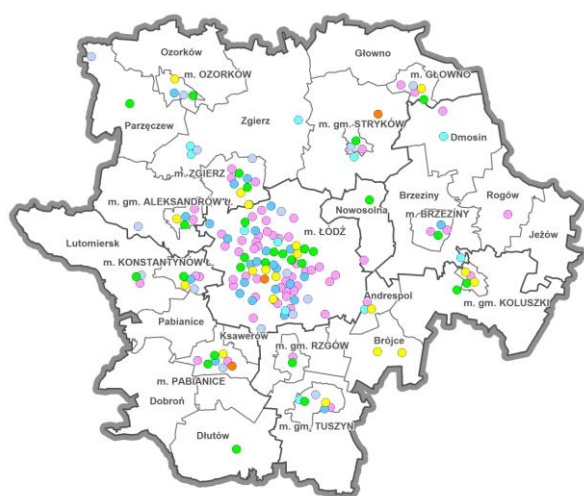 Ozorków
Głowno
m. OZORKÓW
m. GŁOWNO
Parzęczew
Zgierz
m. gm. STRYKÓW
Dmosin
m. ZGIERZ
m. gm. ALEKSANDRÓW Ł.
Nowosolna
Brzeziny
Rogów
m. BRZEZINY
Jeżów
m. ŁÓDŹ
Lutomiersk
m. KONSTANTYNÓW Ł.
Andrespol
m. gm. KOLUSZKI
Pabianice
Ksawerów
Brójce
m. gm. RZGÓW
m. PABIANICE
Dobroń
m. gm. TUSZYN
Dłutów